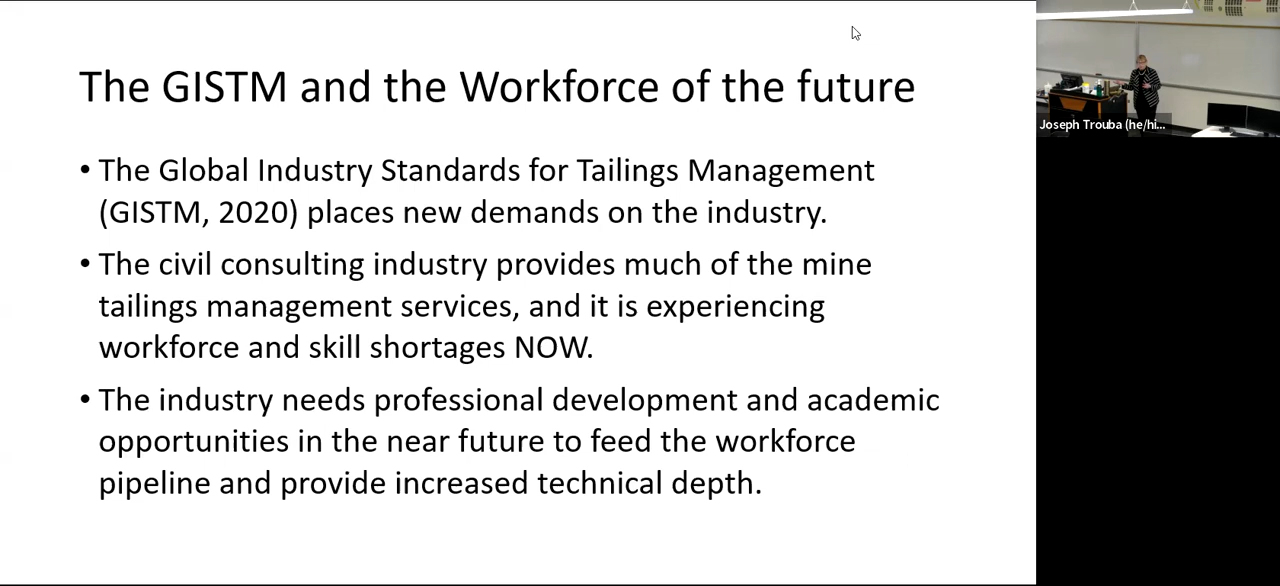 The GISTM and the Workforce of the future
• The Global Industry Standards for Tailings Management
(GISTM, 2020) places new demands on the industry.
• The civil consulting industry provides much of the mine
tailings management services, and it is experiencing
workforce and skill shortages NOW.
• The industry needs professional development and academic
opportunities in the near future to feed the workforce
pipeline and provide increased technical depth.
Joseph Trouba (he/hi...